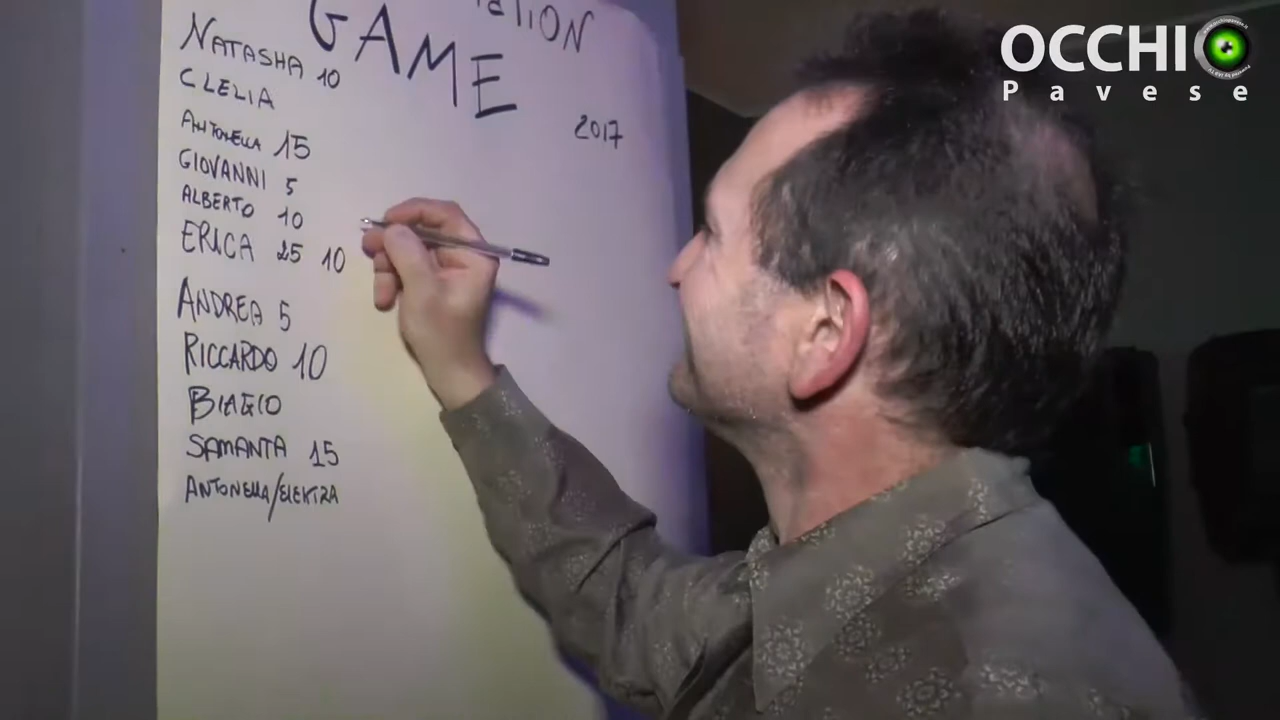 OCCHIO
Pavese
GAME
2017
NATASHA 10
CLELIA
ANTONELLA 15
GIOVANNI 5
ALBERTO 10
ERICA 25 10
ANDREA 5
RICCARDO 10
BIAGIO
SAMANTA 15
ANTONELLA/ELEKTRA